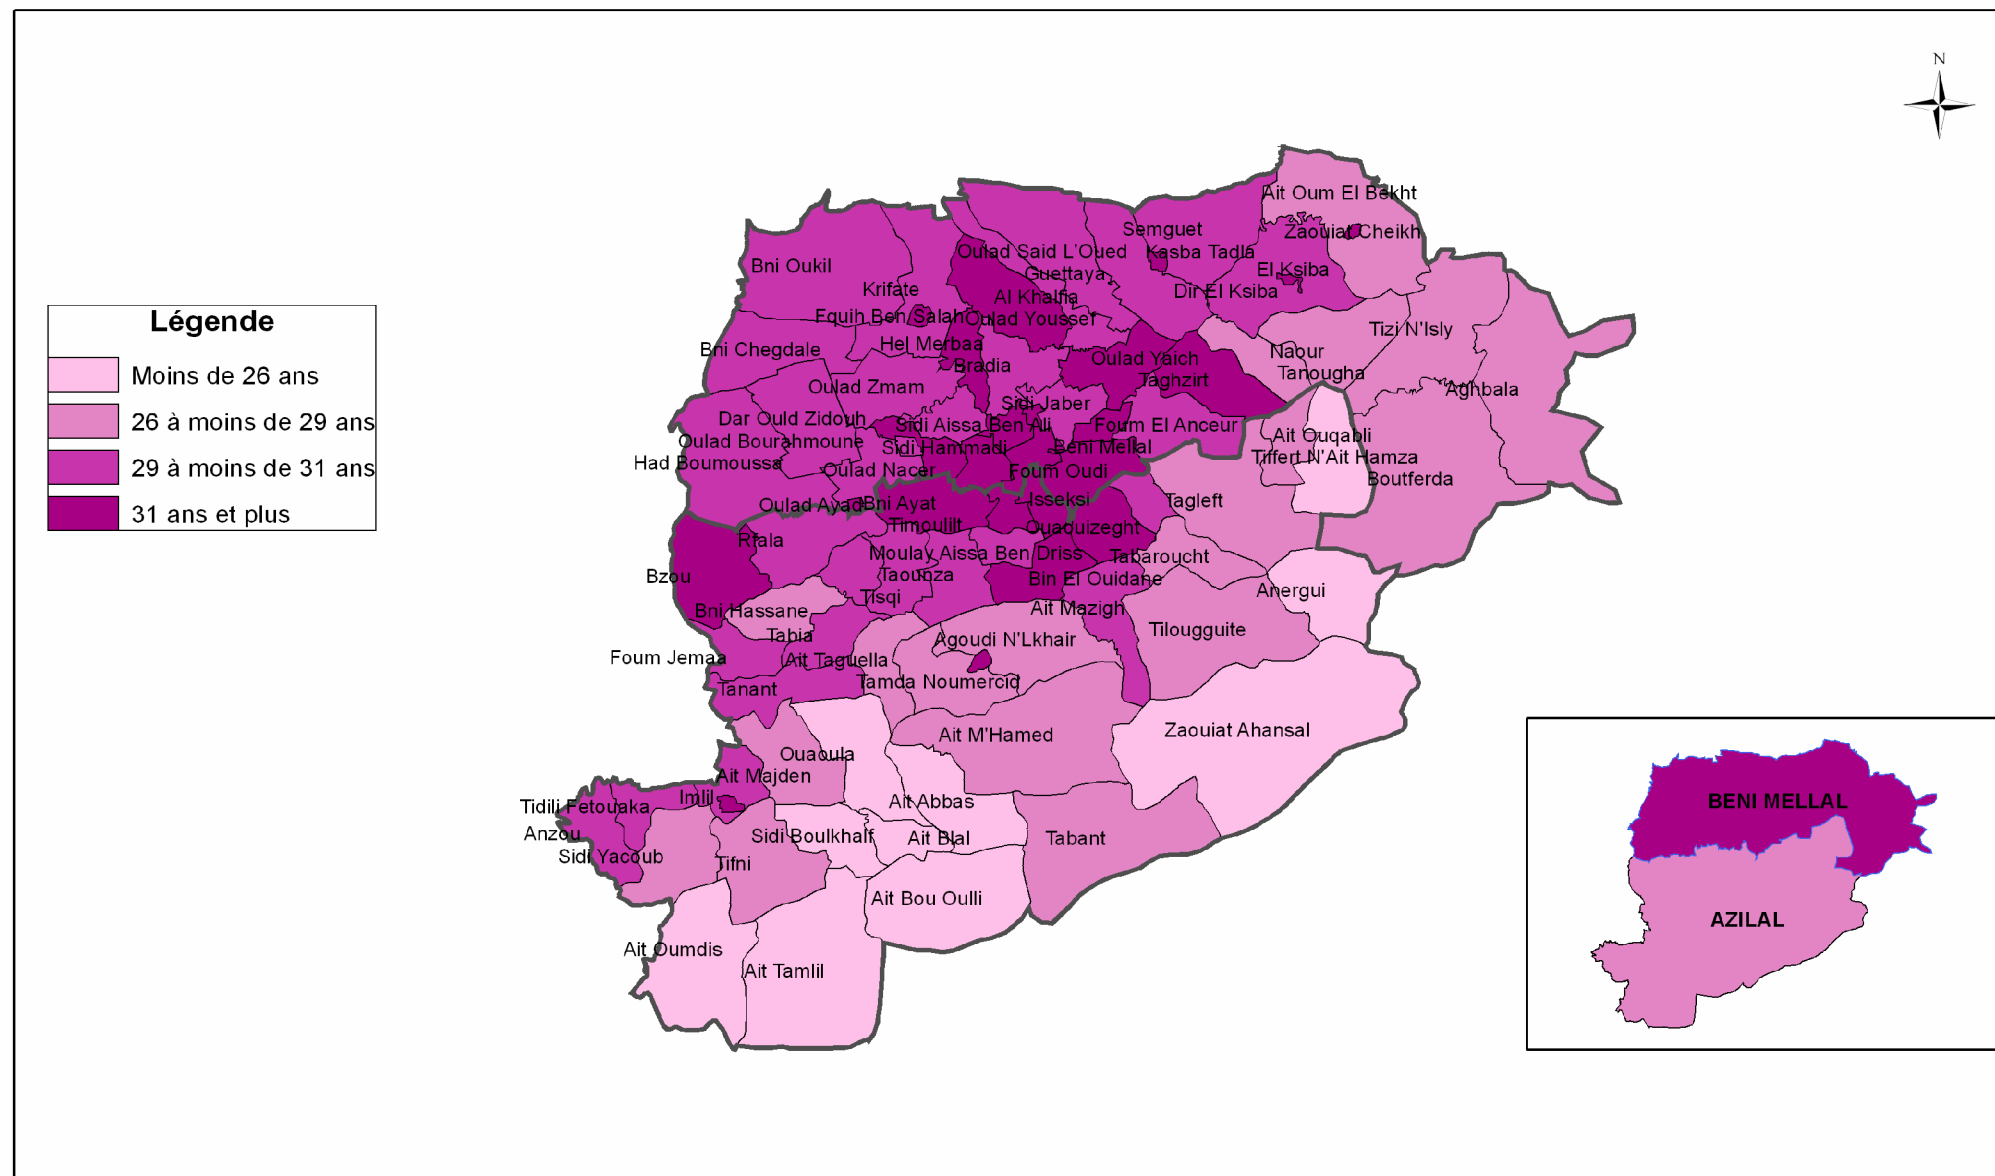 N
Légende
Moins de 26 ans
26 à moins de 29 ans
29 à moins de 31 ans
31 ans et plus
Ait Oum El Bekht
Semguet
Zaouiat Cheikh
Oulad Said L'Oued
Kasba Tadla
Bni Oukil
Guettaya
El Ksiba
Krifate
Al Khalfia
Dir El Ksiba
Fquih Ben Salah
Oulad Youssef
Tizi N'Isly
Bni Chegdale
Hel Merbaa
Bradia
Oulad Yaich
Naour
Taghzirt
Tanougha
Oulad Zmam
Aghbala
Sidi Jaber
Dar Ould Zidouh
Sidi Aissa Ben Ali
Foum El Anceur
Oulad Bourahmoune
Sidi Hammadi
Beni Mellal
Ait Ouqabli
Had Boumoussa
Oulad Nacer
Foum Oudi
Tiffert N'Ait Hamza
Boutferda
Oulad Ayad
Bni Ayat
Isseksi
Tagleft
Timoulilt
Ouaouizeght
Rfala
Moulay Aissa Ben Driss
Tabaroucht
Bzou
Taounza
Bin El Ouidane
Anergui
Tisqi
Bni Hassane
Ait Mazigh
Tabia
Agoudi N'Lkhair
Tilougguite
Foum Jemaa
Ait Taguella
Tanant
Tamda Noumercid
Ait M'Hamed
Zaouiat Ahansal
Ouaoula
Ait Majden
Imlil
Ait Abbas
Tidili Fetouaka
Anzou
Sidi Boulkhalf
Ait Blal
Tabant
Sidi Yacoub
Tifni
Ait Bou Oulli
Ait Oumdis
Ait Tamlil
BENI MELLAL
AZILAL